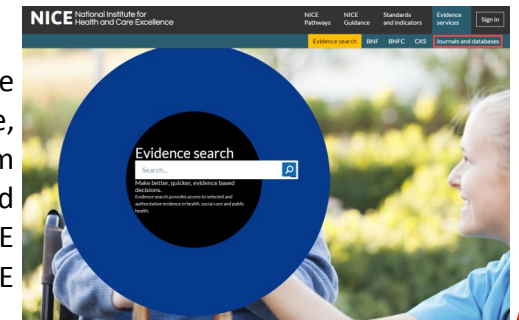 NICE National Institute for
Health and Care Excellence
NICE Pathways
NICE Guidance
Standards and indicators
Evidence services
Sign in
Evidence search BNF BNFC CKS Journals and databases
Evidence search
Search...
Make better, quicker, evidence based
decisions.
Evidence search provides access to selected and
authoritative evidence in health, social care and public
health.